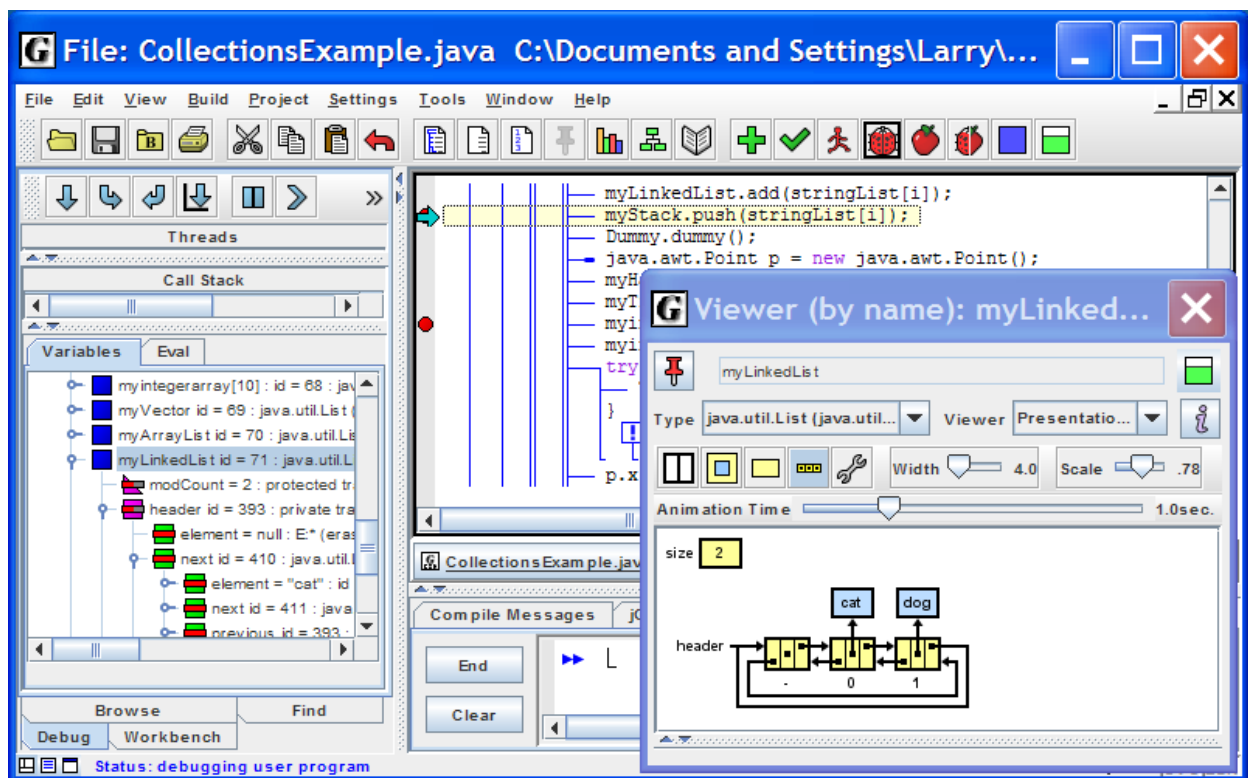 G File: CollectionsExample.java C:\Documents and Settings\Larry\...
File Edit View Build Project Settings Tools Window Help
Threads
Call Stack
Variables Eval
myintegerarray[10] : id = 68 : jav
myVector id = 69 : java.util.List (
myArrayList id = 70 : java.util.Lis
myLinkedList id = 71 : java.util.L
modCount = 2 : protected tr
header id = 393 : private tra
element = null : E:* (eras
next id = 410 : java.util.l
element = "cat" : id
next id = 411 : java
previous id = 393 :
Browse Find
Debug Workbench
Status: debugging user program
myLinkedList.add(stringList[i]);
myStack.push(stringList[i]);
Dummy.dummy();
java.awt.Point p = new java.awt.Point();
myH
myT
myi
myi
try
}
p.x
CollectionsExample.jav
Compile Messages
End
Clear
G Viewer (by name): myLinked...
myLinkedList
Type java.util.List (java.util... Viewer Presentatio... i
Width 4.0 Scale .78
Animation Time 1.0sec.
size 2
cat dog
header
- 0 1